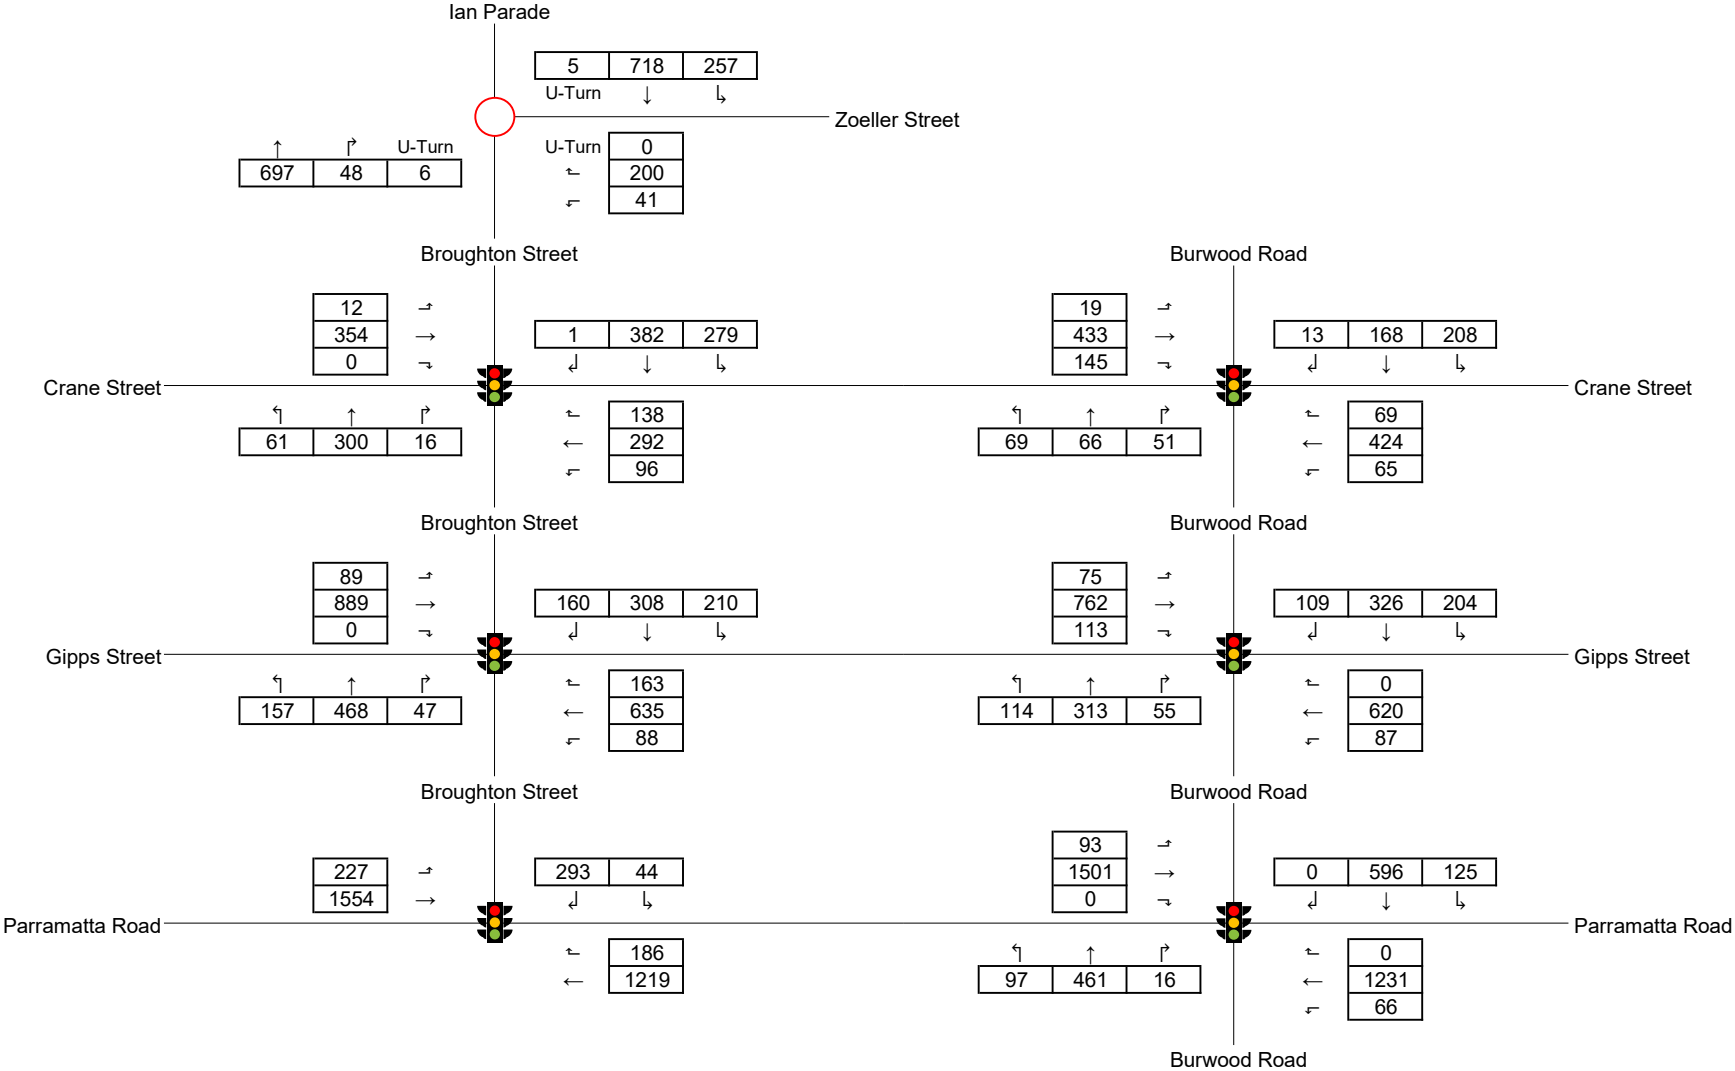 Ian Parade
5 718 257
U-Turn ↓ ↳
Zoeller Street
↑ ↱ U-Turn
697 48 6
U-Turn 0
200
41
Broughton Street
Burwood Road
12
354 →
0
1 382 279
19
433 →
145
13 168 208
Crane Street
Crane Street
↰ ↑ ↱
61 300 16
138
← 292
96
↰ ↑ ↱
69 66 51
69
← 424
65
Broughton Street
Burwood Road
89
889 →
0
160 308 210
75
762 →
113
109 326 204
Gipps Street
Gipps Street
↰ ↑ ↱
157 468 47
163
← 635
88
↰ ↑ ↱
114 313 55
0
← 620
87
Broughton Street
Burwood Road
227
1554 →
293 44
93
1501 →
0
0 596 125
Parramatta Road
Parramatta Road
186
← 1219
↰ ↑ ↱
97 461 16
0
← 1231
66
Burwood Road